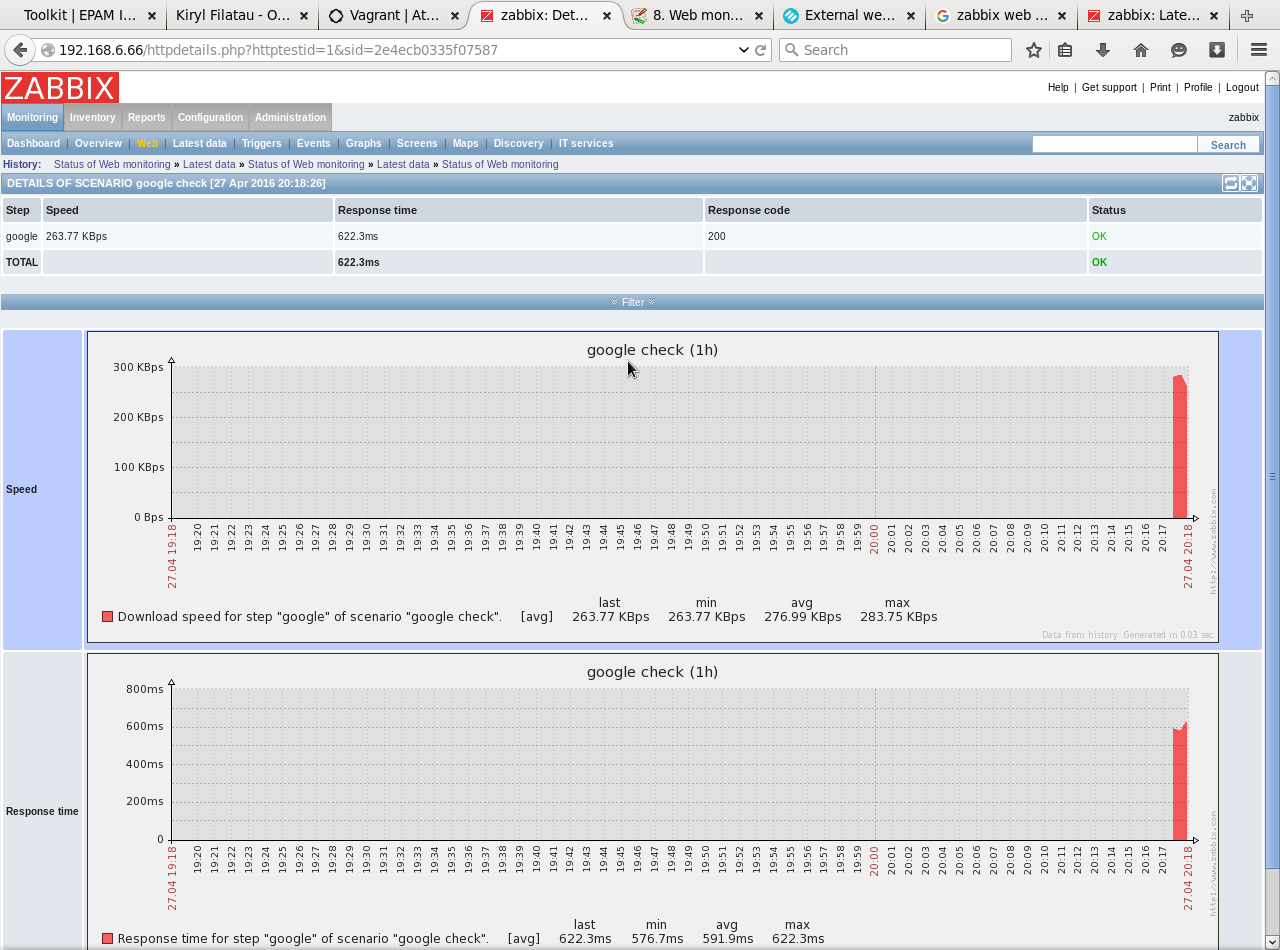 Toolkit | EPAM I... × Kiryl Filatau - O... × Vagrant | At... × zabbix: Det... × 8. Web mon... × External we... × zabbix web ... × zabbix: Late... ×
192.168.6.66/httpdetails.php?httptestid=1&sid=2e4ecb0335f07587 Search
ZABBIX
Help | Get support | Print | Profile | Logout
Monitoring Inventory Reports Configuration Administration zabbix
Dashboard | Overview | Web | Latest data | Triggers | Events | Graphs | Screens | Maps | Discovery | IT services Search
History: Status of Web monitoring » Latest data » Status of Web monitoring » Latest data » Status of Web monitoring
DETAILS OF SCENARIO google check [27 Apr 2016 20:18:26]
Step Speed Response time Response code Status
google 263.77 KBps 622.3ms 200 OK
TOTAL 622.3ms OK
Filter
Speed
google check (1h)
300 KBps
200 KBps
100 KBps
0 Bps
27.04 19:18 19:20 19:21 19:22 19:23 19:24 19:25 19:26 19:27 19:28 19:29 19:30 19:31 19:32 19:33 19:34 19:35 19:36 19:37 19:38 19:39 19:40 19:41 19:42 19:43 19:44 19:45 19:46 19:47 19:48 19:49 19:50 19:51 19:52 19:53 19:54 19:55 19:56 19:57 19:58 19:59 20:00 20:01 20:02 20:03 20:04 20:05 20:06 20:07 20:08 20:09 20:10 20:11 20:12 20:13 20:14 20:15 20:16 20:17 27.04 20:18
http://www.zabbix.com
last min avg max
Download speed for step "google" of scenario "google check". [avg] 263.77 KBps 263.77 KBps 276.99 KBps 283.75 KBps
Data from history. Generated in 0.03 sec
Response time
google check (1h)
800ms
600ms
400ms
200ms
0
27.04 19:18 19:20 19:21 19:22 19:23 19:24 19:25 19:26 19:27 19:28 19:29 19:30 19:31 19:32 19:33 19:34 19:35 19:36 19:37 19:38 19:39 19:40 19:41 19:42 19:43 19:44 19:45 19:46 19:47 19:48 19:49 19:50 19:51 19:52 19:53 19:54 19:55 19:56 19:57 19:58 19:59 20:00 20:01 20:02 20:03 20:04 20:05 20:06 20:07 20:08 20:09 20:10 20:11 20:12 20:13 20:14 20:15 20:16 20:17 27.04 20:18
http://www.zabbix.com
last min avg max
Response time for step "google" of scenario "google check". [avg] 622.3ms 576.7ms 591.9ms 622.3ms